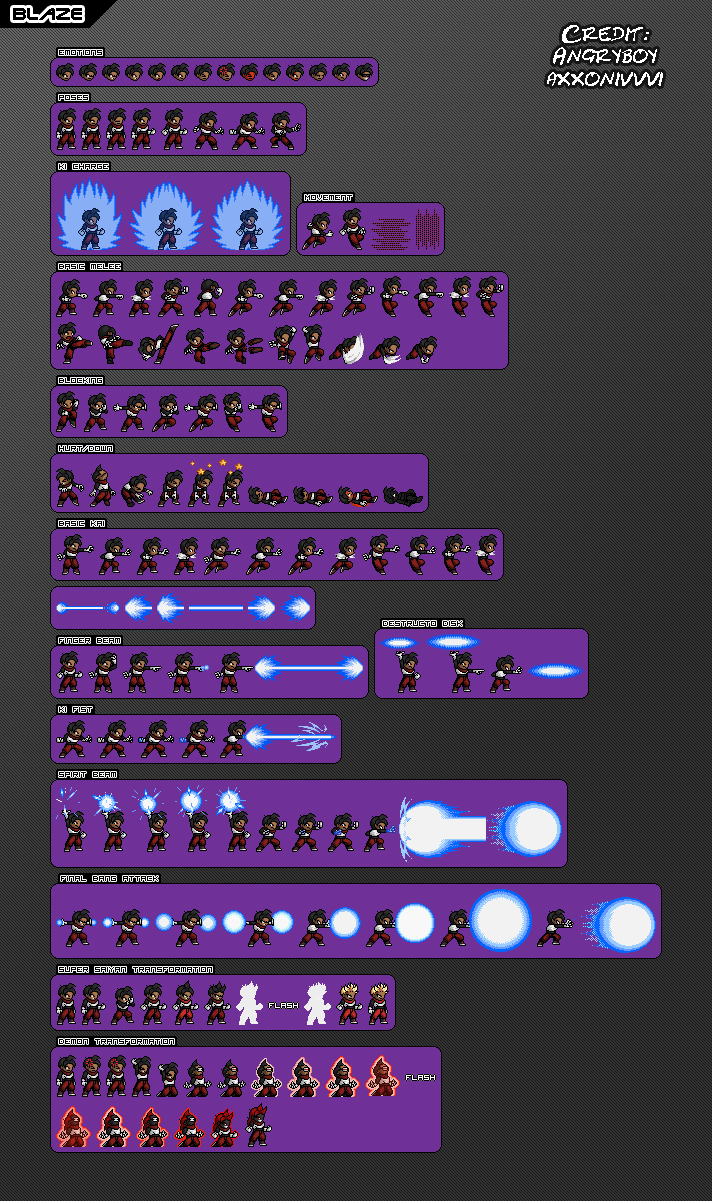 BLAZE
CREDIT:
ANGRYBOY
AXXONIVVVI
EMOTIONS
POSES
KI CHARGE
MOVEMENT
BASIC MELEE
BLOCKING
HURT/DOWN
BASIC KAI
DESTRUCTO DISK
FINGER BEAM
KI FIST
SPIRIT BEAM
FINAL BANG ATTACK
SUPER SAIYAN TRANSFORMATION
FLASH
DEMON TRANSFORMATION
FLASH